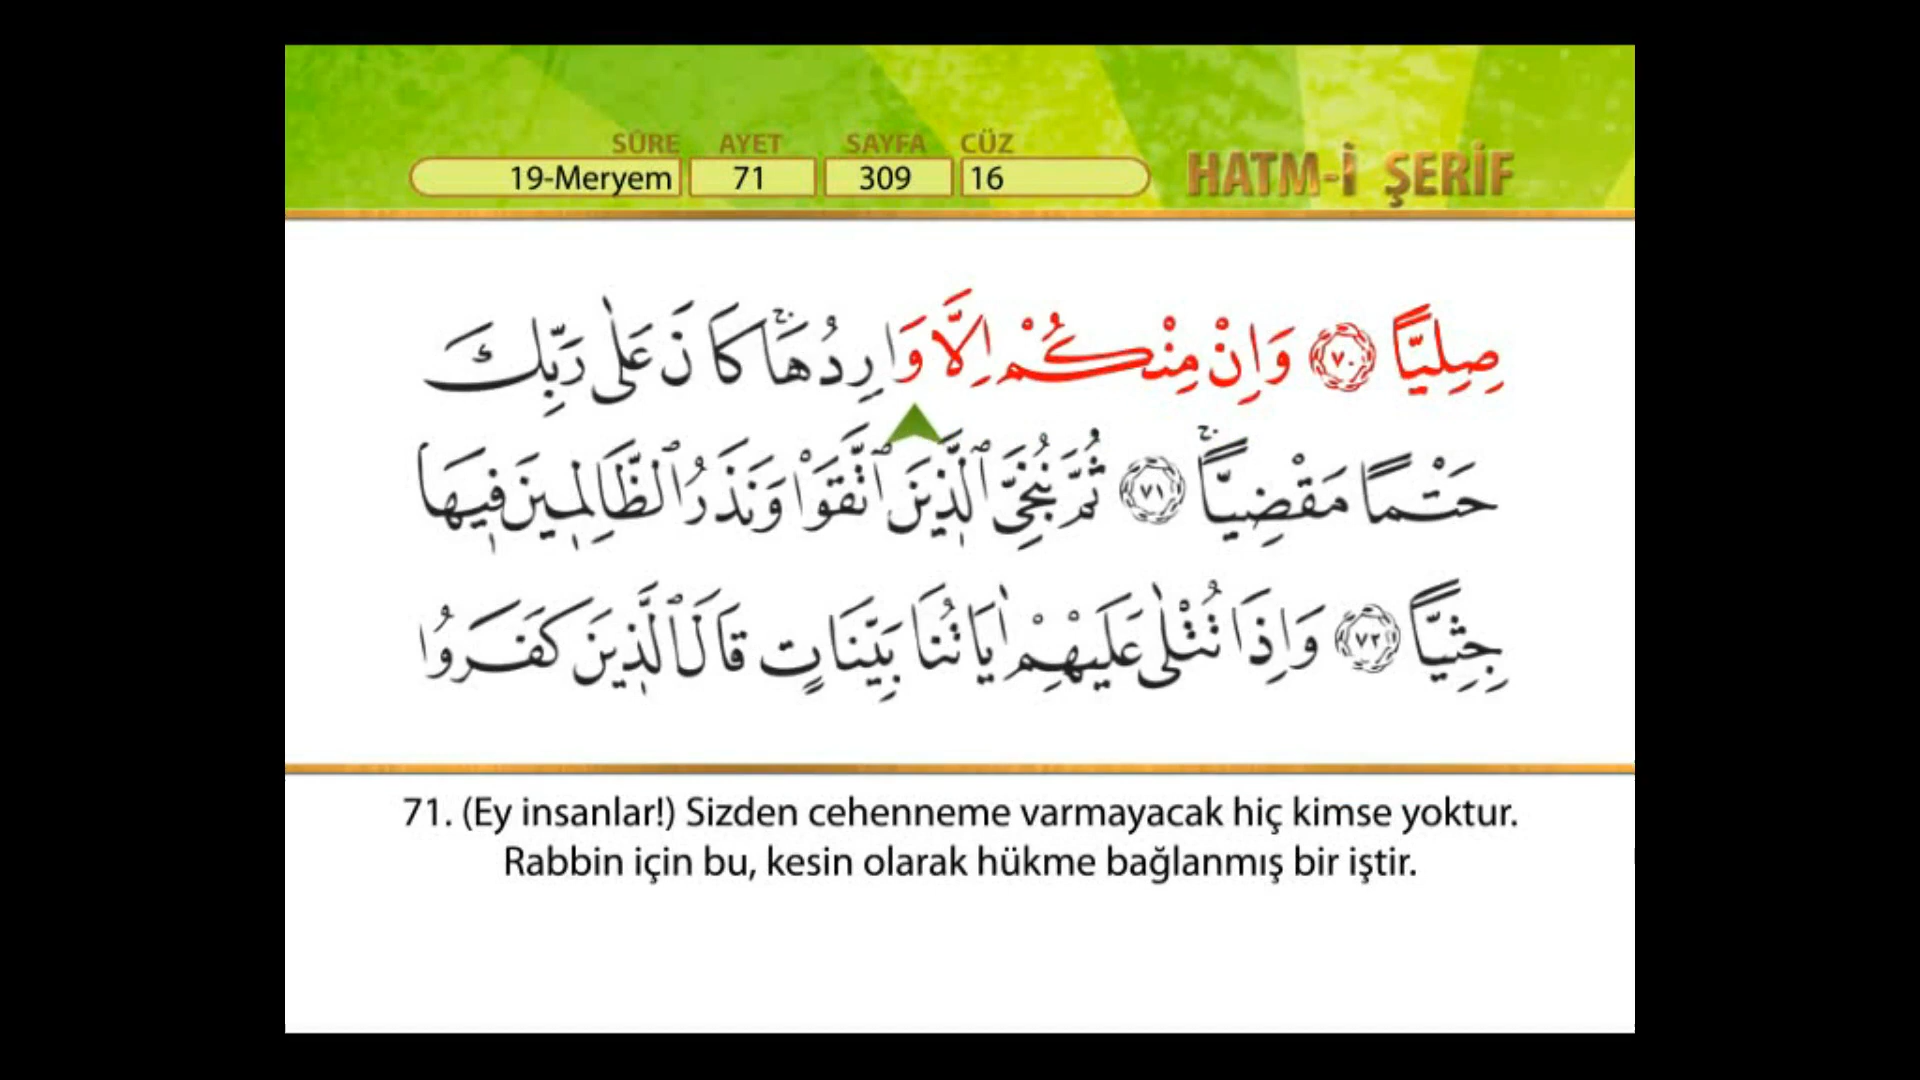 SÛRE AYET SAYFA CÜZ
19-Meryem 71 309 16 HATM-İ ŞERİF
صِلِيًّا ﴿٧٠﴾ وَاِنْ مِنْكُمْ اِلَّا وَارِدُهَاۚ كَانَ عَلٰى رَبِّكَ
حَتْمًا مَقْضِيًّاۚ ﴿٧١﴾ ثُمَّ نُنَجِّى الَّذ۪ينَ اتَّقَوْا وَنَذَرُ الظَّالِم۪ينَ ف۪يهَا
جِثِيًّا ﴿٧٢﴾ وَاِذَا تُتْلٰى عَلَيْهِمْ اٰيَاتُنَا بَيِّنَاتٍ قَالَ الَّذ۪ينَ كَفَرُوا
71. (Ey insanlar!) Sizden cehenneme varmayacak hiç kimse yoktur.
Rabbin için bu, kesin olarak hükme bağlanmış bir iştir.